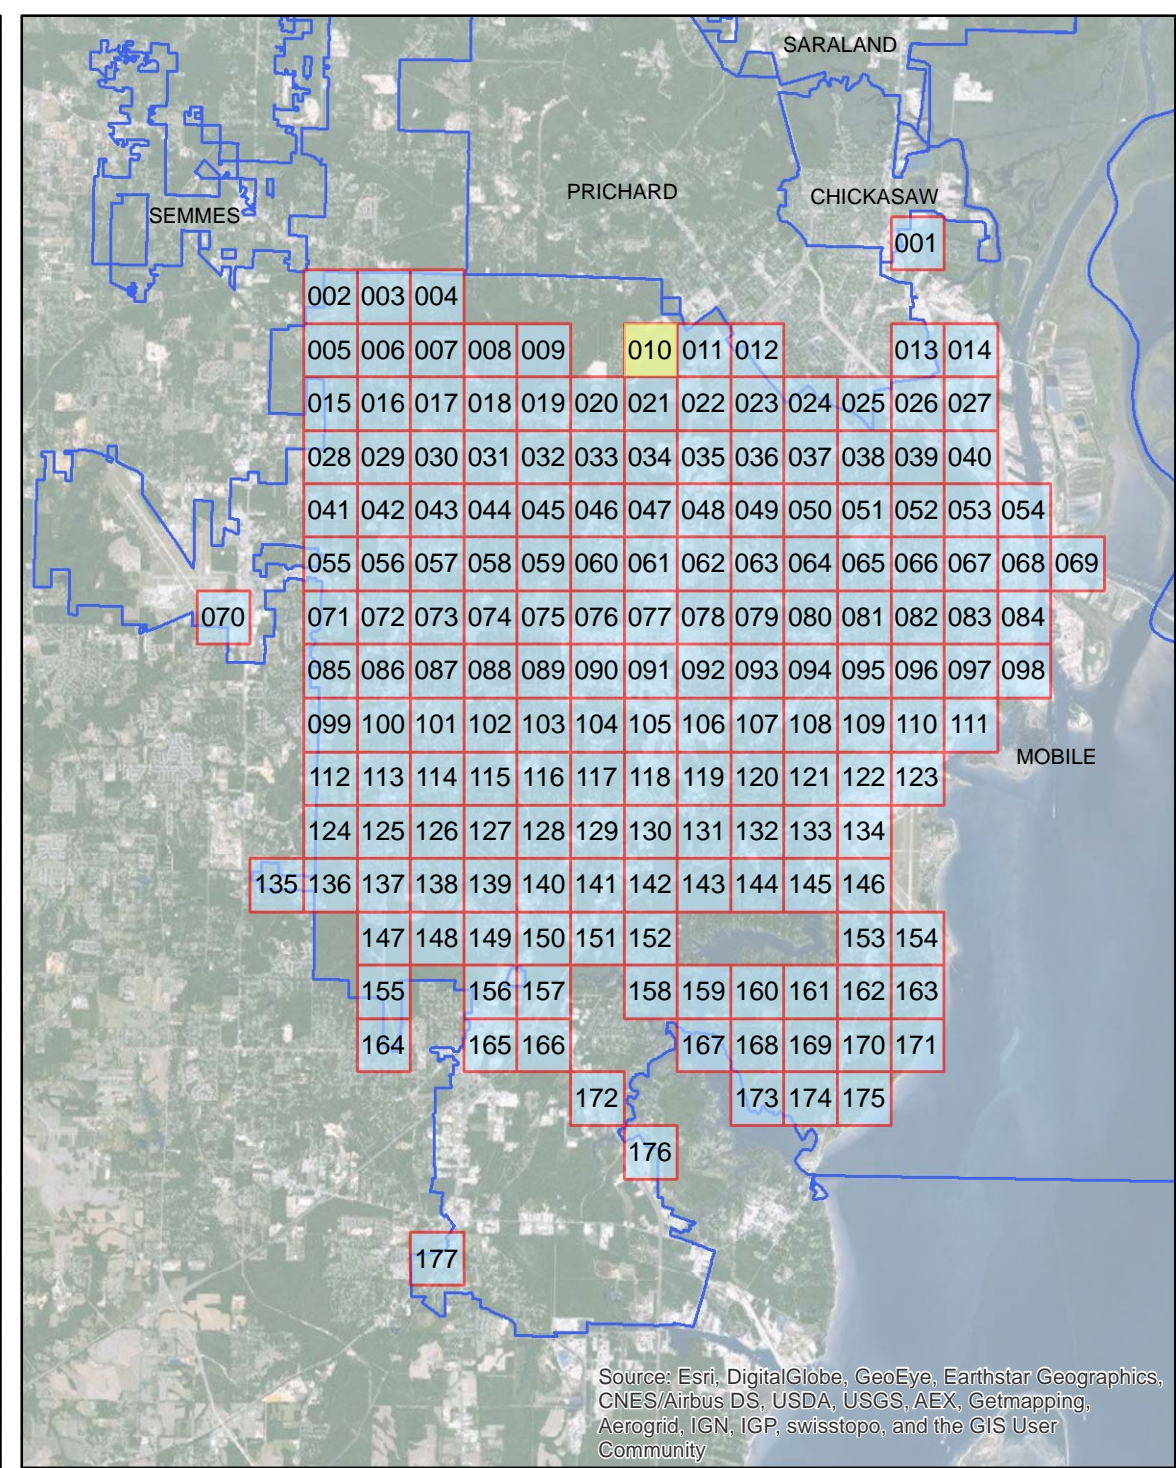 SARALAND
PRICHARD
CHICKASAW
SEMMES
001
002 003 004
005 006 007 008 009 010 011 012 013 014
015 016 017 018 019 020 021 022 023 024 025 026 027
028 029 030 031 032 033 034 035 036 037 038 039 040
041 042 043 044 045 046 047 048 049 050 051 052 053 054
055 056 057 058 059 060 061 062 063 064 065 066 067 068 069
070 071 072 073 074 075 076 077 078 079 080 081 082 083 084
085 086 087 088 089 090 091 092 093 094 095 096 097 098
099 100 101 102 103 104 105 106 107 108 109 110 111
MOBILE
112 113 114 115 116 117 118 119 120 121 122 123
124 125 126 127 128 129 130 131 132 133 134
135 136 137 138 139 140 141 142 143 144 145 146
147 148 149 150 151 152 153 154
155 156 157 158 159 160 161 162 163
164 165 166 167 168 169 170 171
172 173 174 175
176
177
Source: Esri, DigitalGlobe, GeoEye, Earthstar Geographics,
CNES/Airbus DS, USDA, USGS, AEX, Getmapping,
Aerogrid, IGN, IGP, swisstopo, and the GIS User
Community